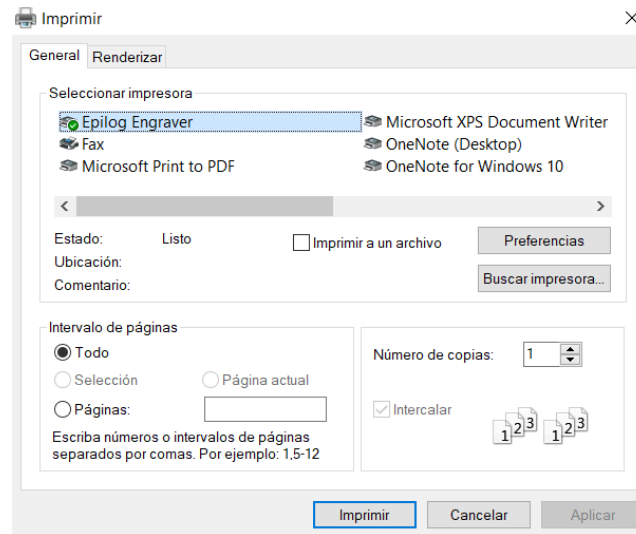 Imprimir
General Renderizar
Seleccionar impresora
Epilog Engraver Microsoft XPS Document Writer
Fax OneNote (Desktop)
Microsoft Print to PDF OneNote for Windows 10
Estado: Listo Imprimir a un archivo Preferencias
Ubicación:
Comentario: Buscar impresora...
Intervalo de páginas
Todo Número de copias: 1
Selección Página actual
Páginas: Intercalar
1 2 3 1 2 3
Escriba números o intervalos de páginas
separados por comas. Por ejemplo: 1,5-12
Imprimir Cancelar Aplicar